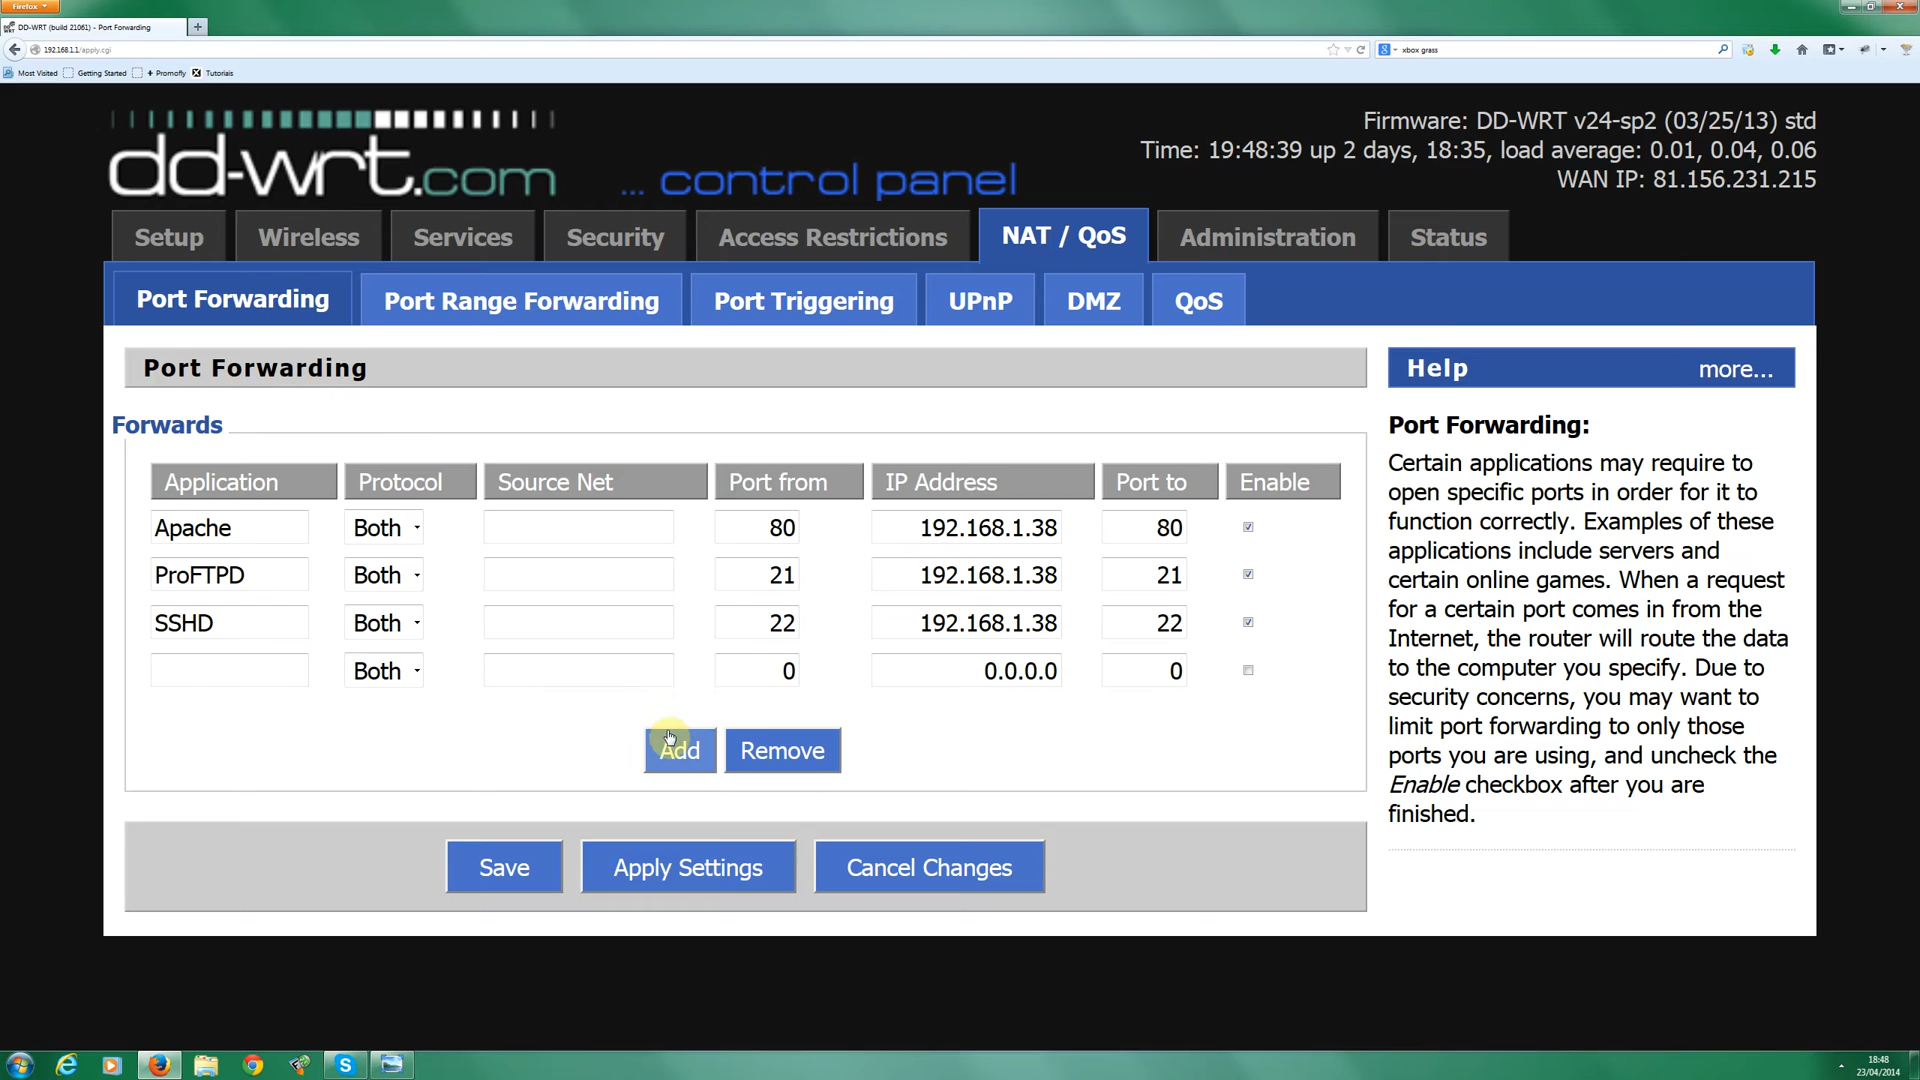 Firefox
DD-WRT (build 21061) - Port Forwarding
192.168.1.1/apply.cgi
xbox grass
Most Visited
Getting Started
+ Promofly
Tutorials
dd-wrt.com
... control panel
Firmware: DD-WRT v24-sp2 (03/25/13) std
Time: 19:48:39 up 2 days, 18:35, load average: 0.01, 0.04, 0.06
WAN IP: 81.156.231.215
Setup Wireless Services Security Access Restrictions NAT / QoS Administration Status
Port Forwarding Port Range Forwarding Port Triggering UPnP DMZ QoS
Port Forwarding
Forwards
Application Protocol Source Net Port from IP Address Port to Enable
Apache Both 80 192.168.1.38 80
ProFTPD Both 21 192.168.1.38 21
SSHD Both 22 192.168.1.38 22
Both 0 0.0.0.0 0
Add Remove
Save Apply Settings Cancel Changes
Help more...
Port Forwarding:
Certain applications may require to
open specific ports in order for it to
function correctly. Examples of these
applications include servers and
certain online games. When a request
for a certain port comes in from the
Internet, the router will route the data
to the computer you specify. Due to
security concerns, you may want to
limit port forwarding to only those
ports you are using, and uncheck the
Enable checkbox after you are
finished.
18:48
23/04/2014